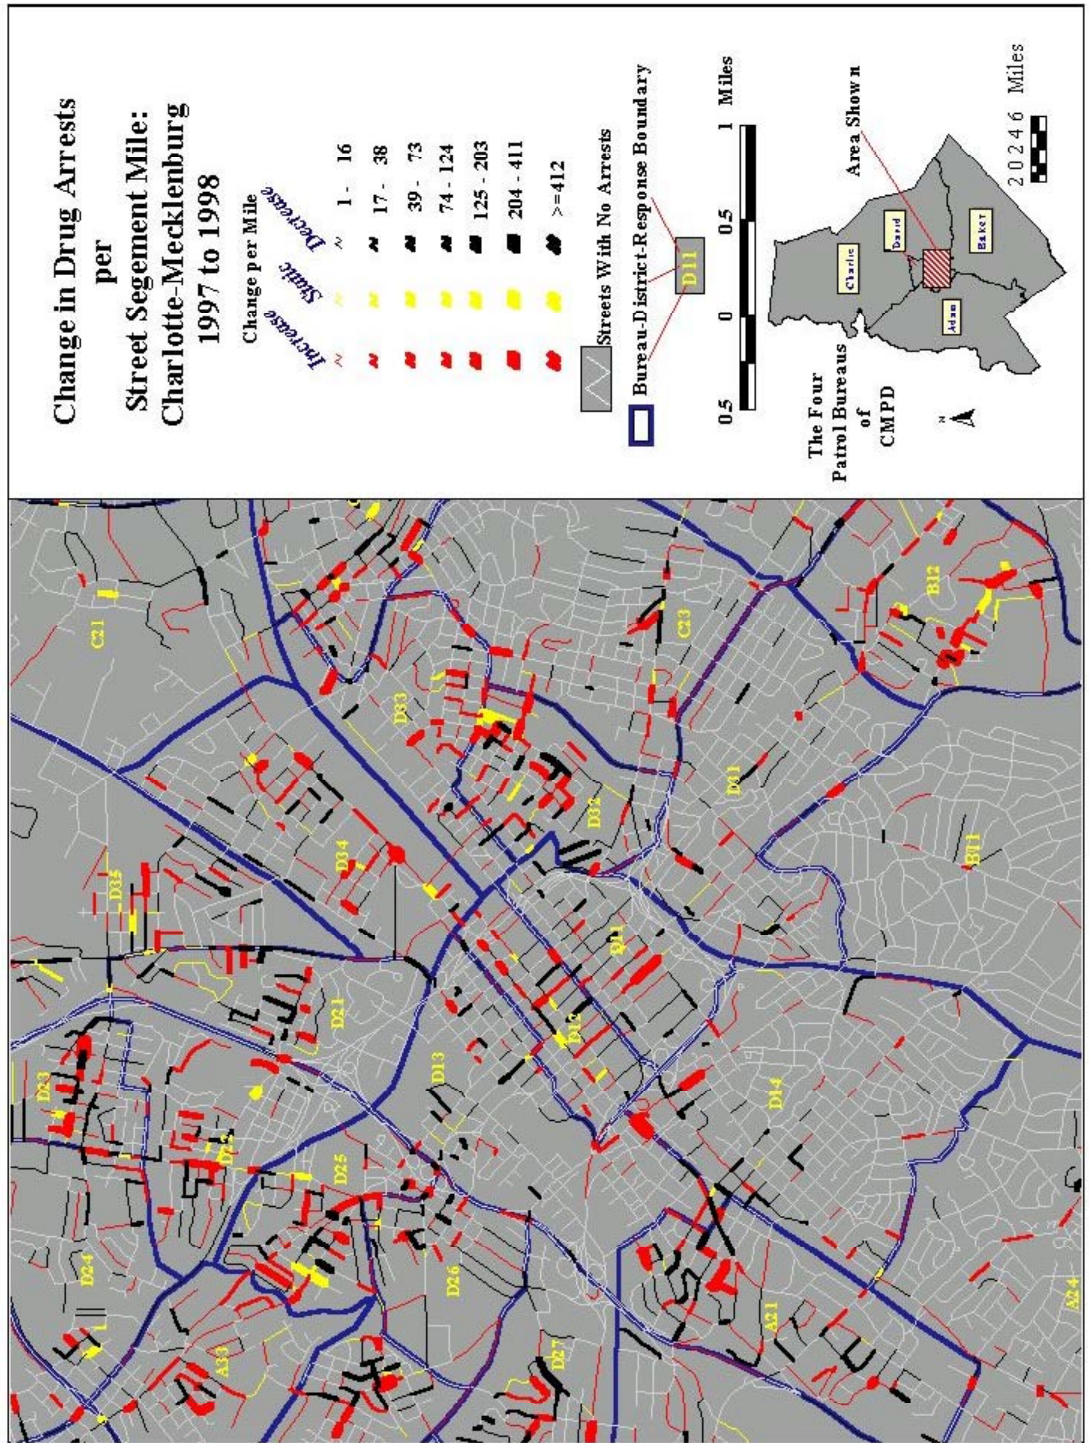 Change in Drug Arrests
per
Street Segement Mile:
Charlotte-Mecklenburg
1997 to 1998
Change per Mile
Increase Static Decrease
1 - 16
17 - 38
39 - 73
74 - 124
125 - 203
204 - 411
>=412
Streets With No Arrests
Bureau-District-Response Boundary
D11
0.5 0 0.5 1 Miles
The Four
Patrol Bureaus
of
CMPD
N
Charlie
David
Adam
Baker
Area Shown
2 0 2 4 6 Miles
C21
D35
D23
D24
D34
D33
D21
D22
D25
A33
D13
D26
D32
C23
B12
D31
D12
B11
D27
D14
B11
A21
A24